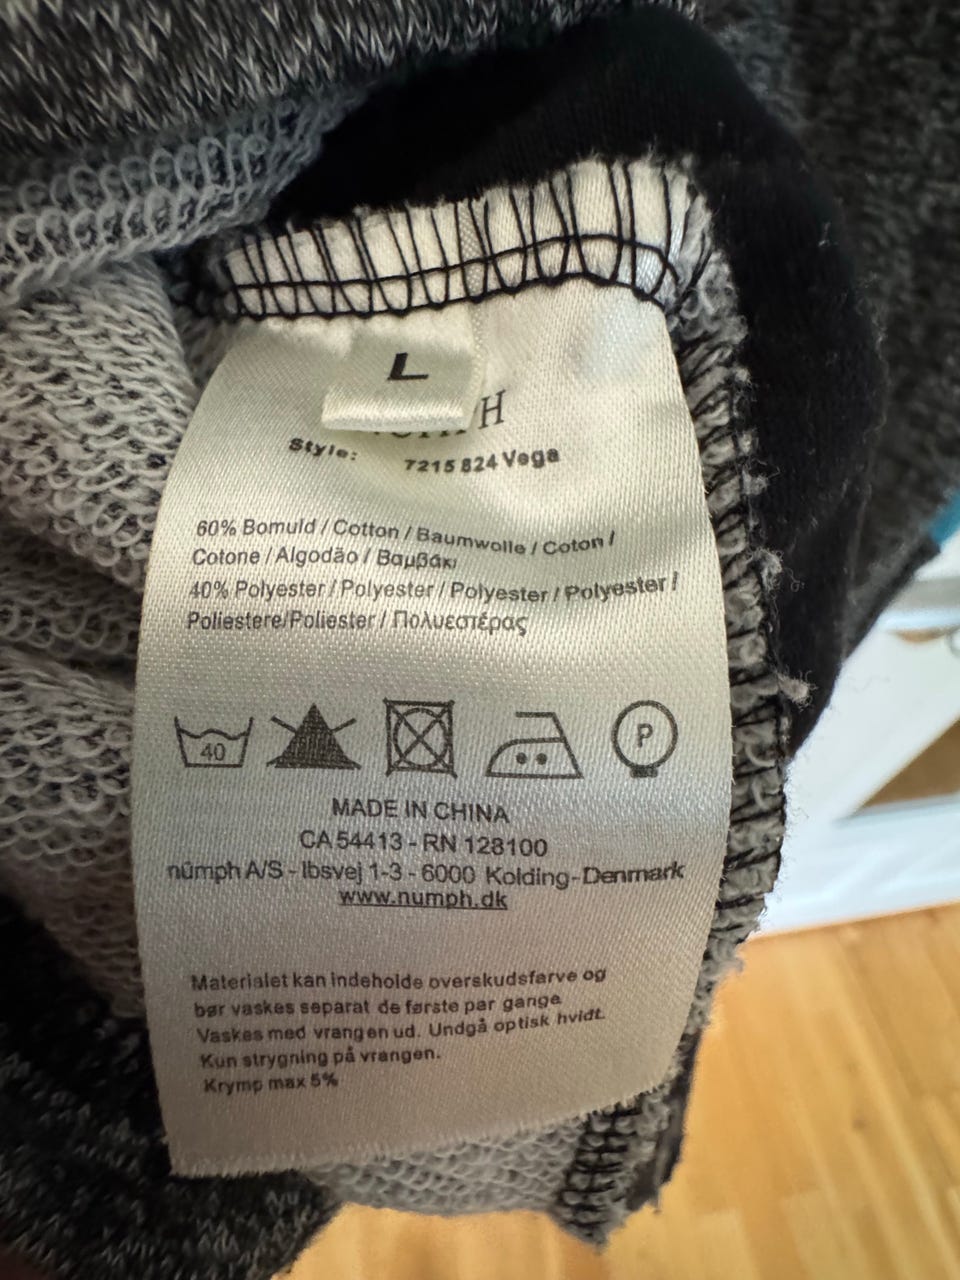 L
H
Style: 7215 824 Vega
60% Bomuld / Cotton / Baumwolle / Coton /
Cotone / Algodão / Βαμβάκι
40% Polyester / Polyester / Polyester / Polyester /
Poliestere/Poliester / Πολυεστέρας
40
P
MADE IN CHINA
CA 54413 - RN 128100
nümph A/S - Ibsvej 1-3 - 6000 Kolding-Denmark
www.numph.dk
Materialet kan indeholde overskudsfarve og
bør vaskes separat de første par gange
Vaskes med vrangen ud. Undgå optisk hvidt.
Kun strygning på vrangen.
Krymp max 5%